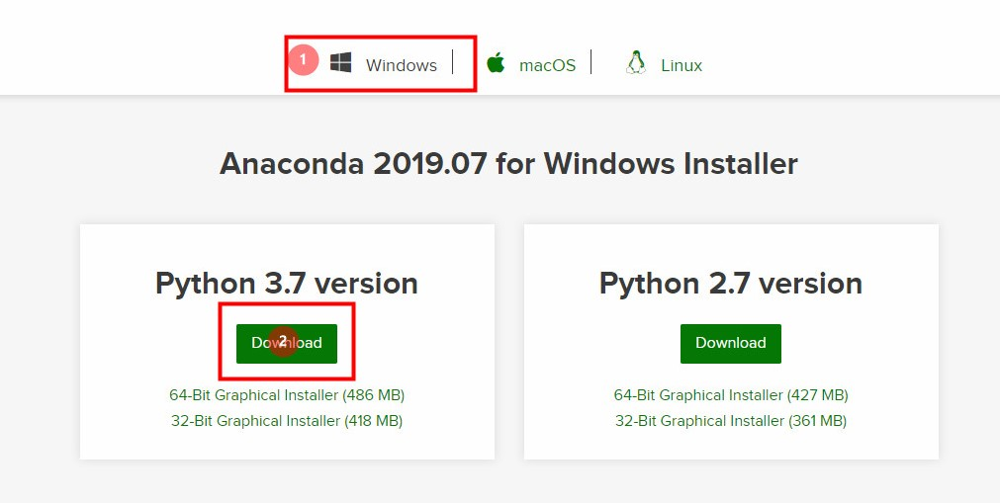 1 Windows macOS Linux
Anaconda 2019.07 for Windows Installer
Python 3.7 version
Download
2
64-Bit Graphical Installer (486 MB)
32-Bit Graphical Installer (418 MB)
Python 2.7 version
Download
64-Bit Graphical Installer (427 MB)
32-Bit Graphical Installer (361 MB)